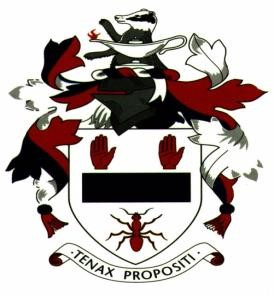 · TENAX PROPOSITI ·